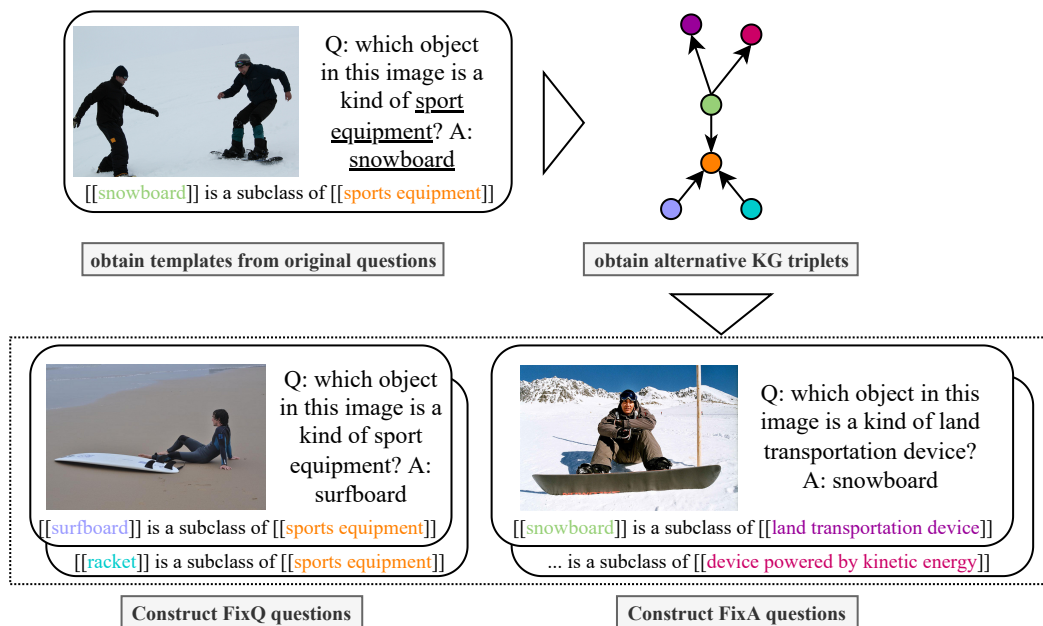 Q: which object
in this image is a
kind of sport
equipment? A:
snowboard
[[snowboard]] is a subclass of [[sports equipment]]
obtain templates from original questions
obtain alternative KG triplets
Q: which object
in this image is a
kind of sport
equipment? A:
surfboard
[[surfboard]] is a subclass of [[sports equipment]]
[[racket]] is a subclass of [[sports equipment]]
Construct FixQ questions
Q: which object in this
image is a kind of land
transportation device?
A: snowboard
[[snowboard]] is a subclass of [[land transportation device]]
... is a subclass of [[device powered by kinetic energy]]
Construct FixA questions